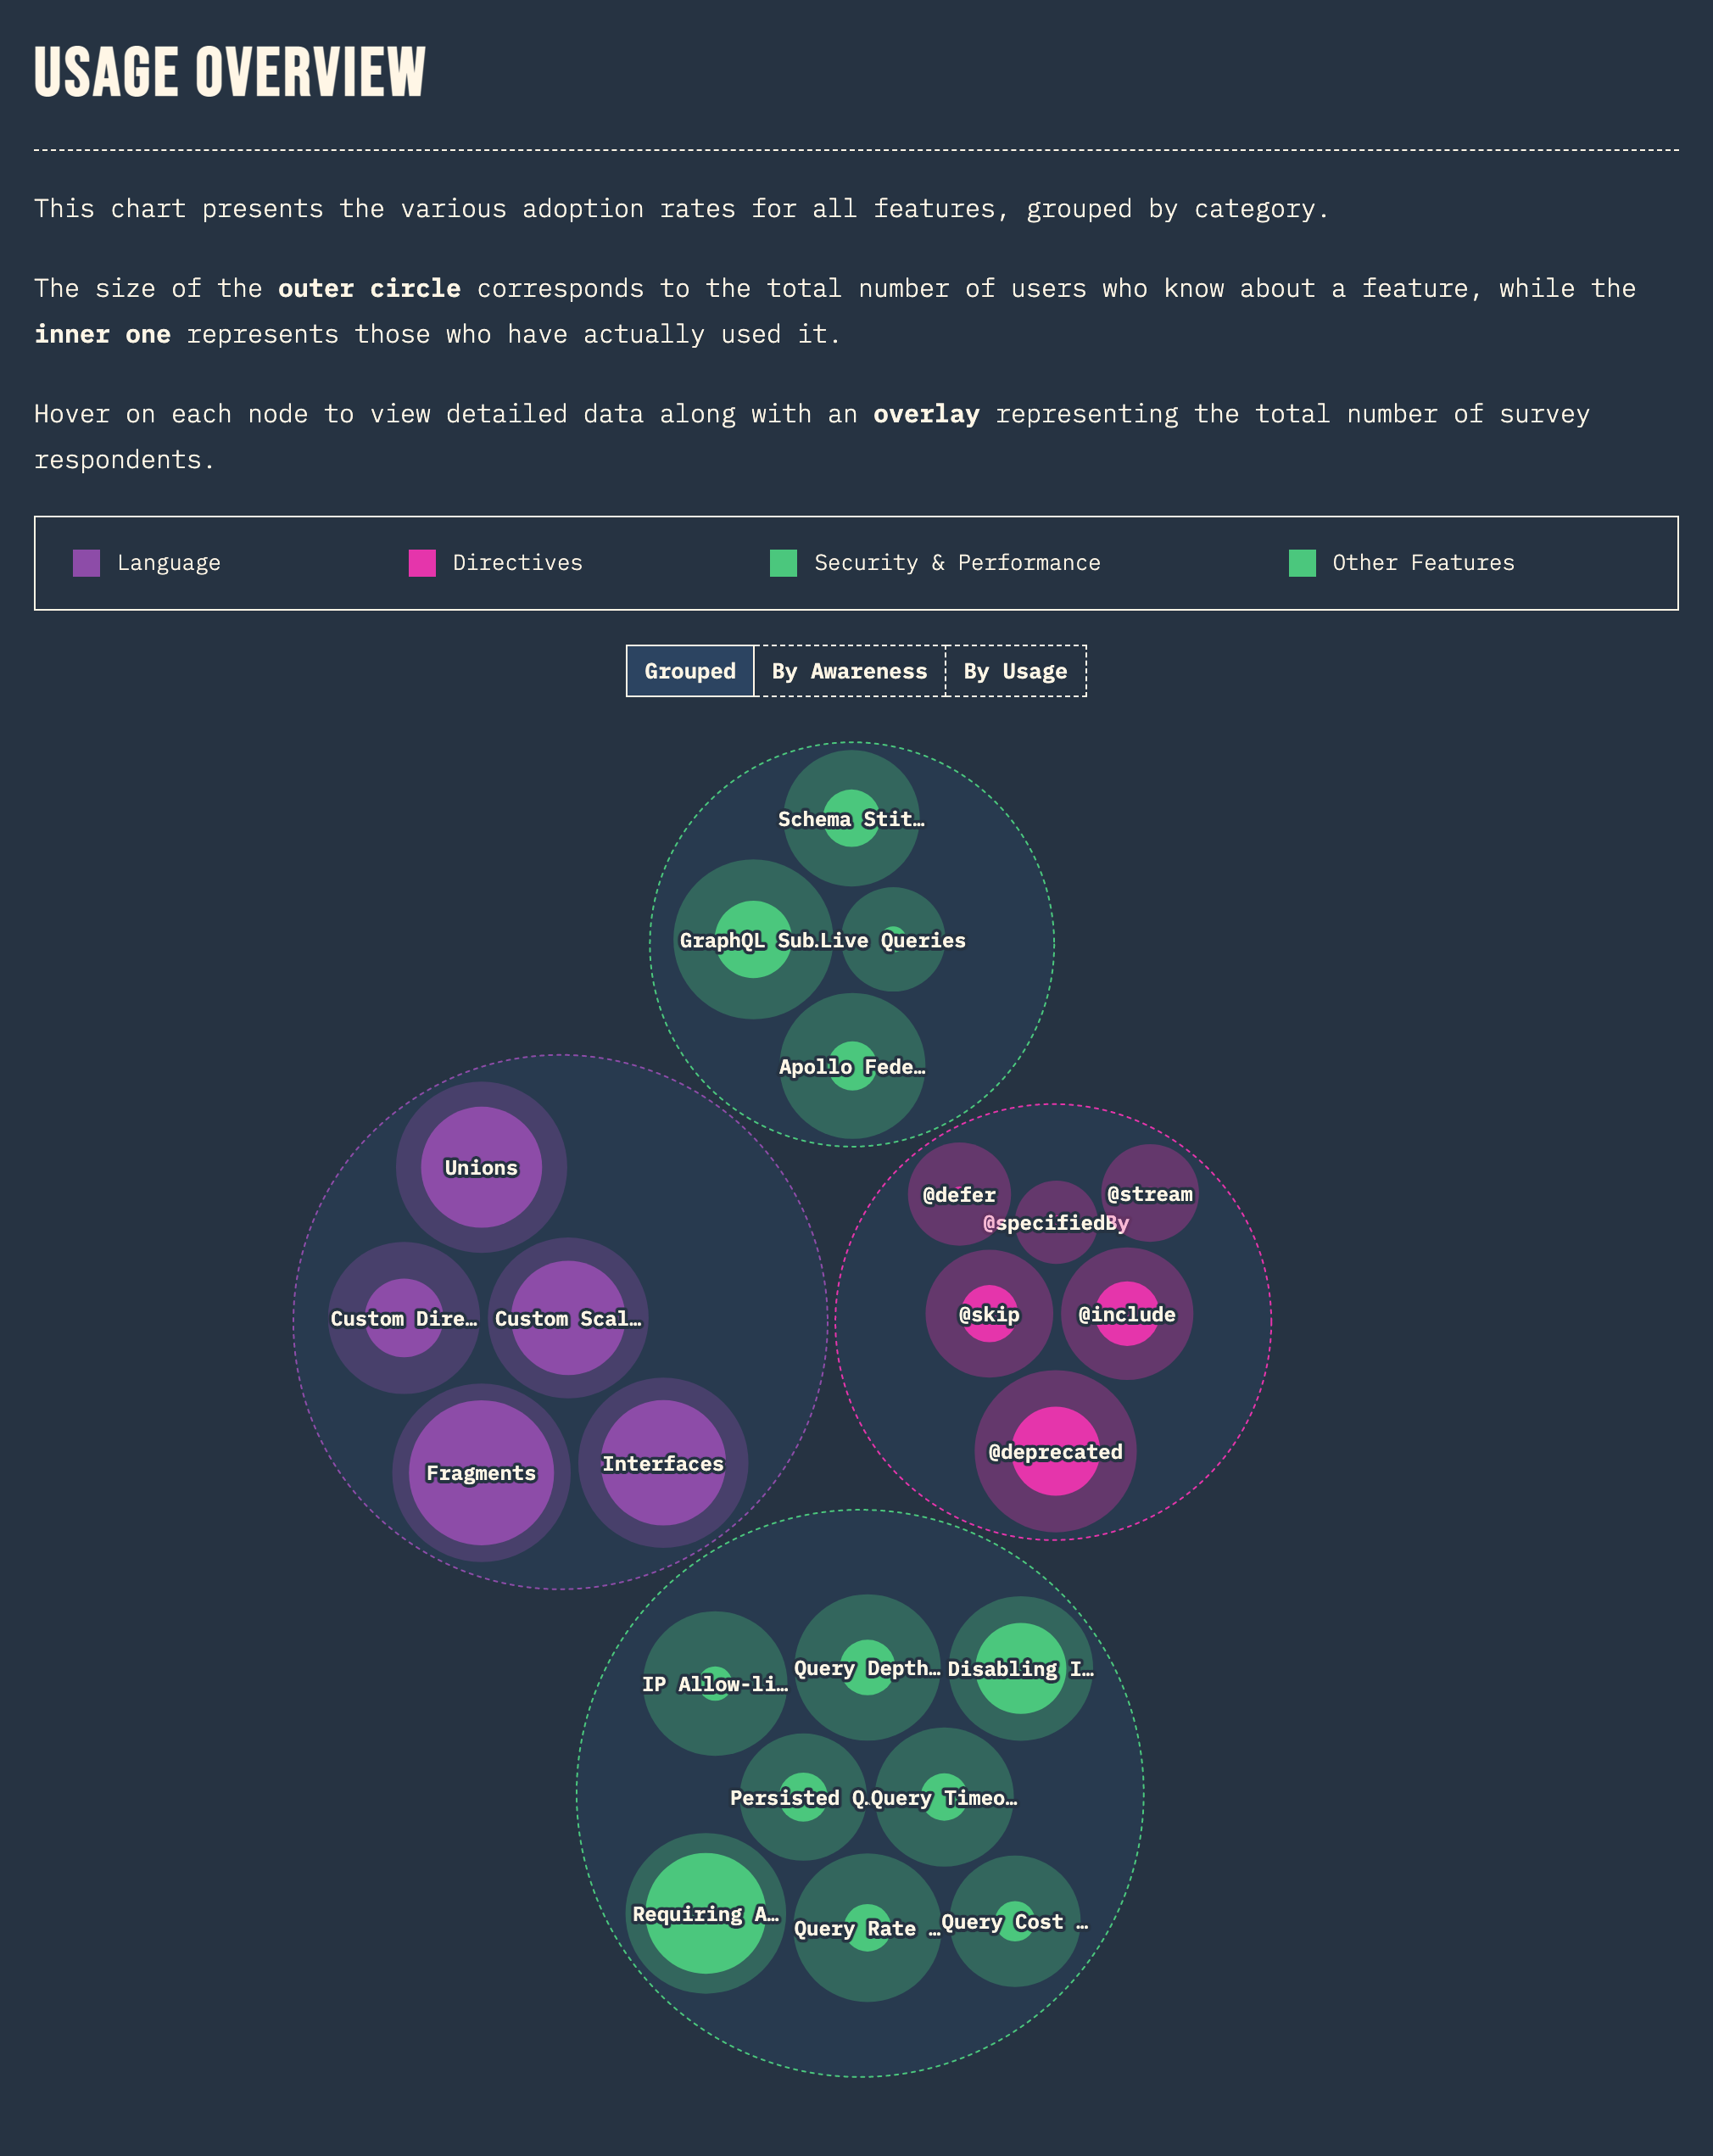 USAGE OVERVIEW
This chart presents the various adoption rates for all features, grouped by category.
The size of the outer circle corresponds to the total number of users who know about a feature, while the
inner one represents those who have actually used it.
Hover on each node to view detailed data along with an overlay representing the total number of survey
respondents.
Language Directives Security & Performance Other Features
Grouped By Awareness By Usage
Schema Stit…
GraphQL Sub… Live Queries
Apollo Fede…
Unions
@defer @stream
@specifiedBy
Custom Dire… Custom Scal… @skip @include
@deprecated
Fragments Interfaces
IP Allow-li… Query Depth… Disabling I…
Persisted Q… Query Timeo…
Requiring A… Query Rate … Query Cost …